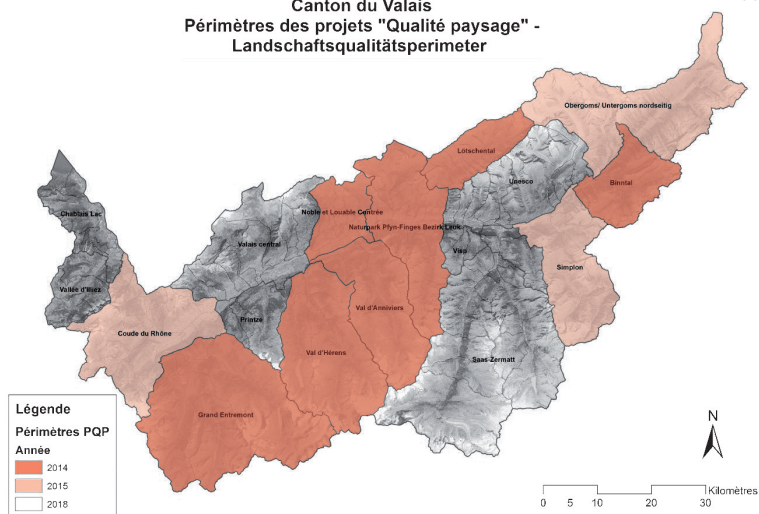 Canton du Valais
Périmètres des projets "Qualité paysage" -
Landschaftsqualitätsperimeter
Obergoms/ Untergoms nordseitig
Lötschental
Unesco
Binntal
Chablais Lac
Noble et Louable Contrée
Naturpark Pfyn-Finges Bezirk Leuk
Valais central
Visp
Simplon
Vallée d'Illiez
Printze
Val d'Anniviers
Coude du Rhône
Val d'Hérens
Saas-Zermatt
Grand Entremont
Légende
Périmètres PQP
Année
2014
2015
2018
N
Kilomètres
0 5 10 20 30